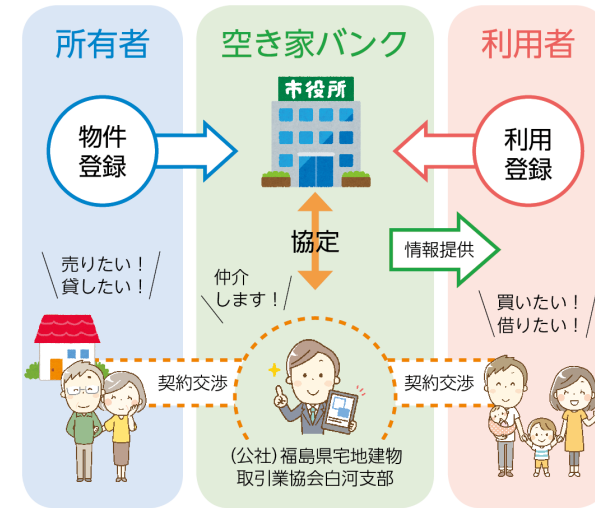 所有者
空き家バンク
利用者
市役所
物件
登録
利用
登録
協定
情報提供
売りたい！
貸したい！
仲介
します！
買いたい！
借りたい！
契約交渉
契約交渉
（公社）福島県宅地建物
取引業協会白河支部